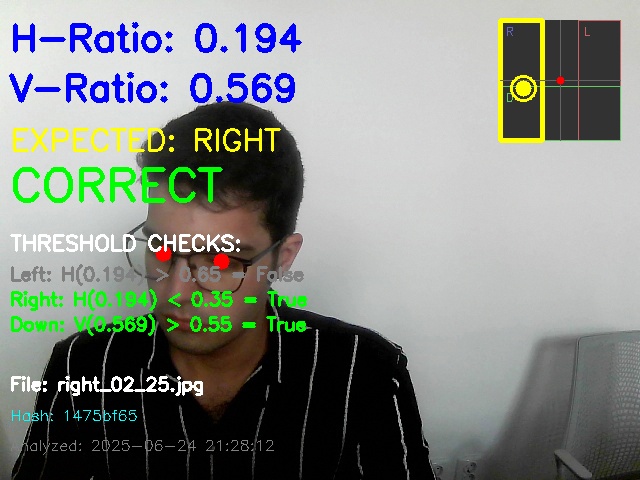 H-Ratio: 0.194
V-Ratio: 0.569
EXPECTED: RIGHT
CORRECT
THRESHOLD CHECKS:
Left: H(0.194) > 0.65 = False
Right: H(0.194) < 0.35 = True
Down: V(0.569) > 0.55 = True
File: right_02_25.jpg
Hash: 1475bf65
Analyzed: 2025-06-24 21:28:12
R L
D